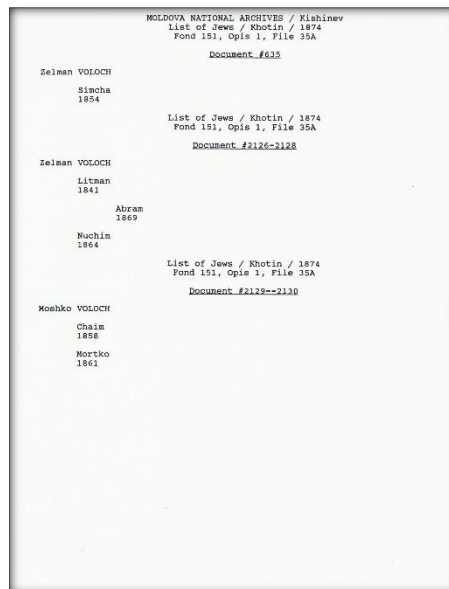 MOLDOVA NATIONAL ARCHIVES / Kishinev
List of Jews / Khotin / 1874
Fond 151, Opis 1, File 35A
Document #635
Zelman VOLOCH
Simcha
1854
List of Jews / Khotin / 1874
Fond 151, Opis 1, File 35A
Document #2126-2128
Zelman VOLOCH
Litman
1841
Abram
1869
Nuchim
1864
List of Jews / Khotin / 1874
Fond 151, Opis 1, File 35A
Document #2129--2130
Moshko VOLOCH
Chaim
1858
Mortko
1861